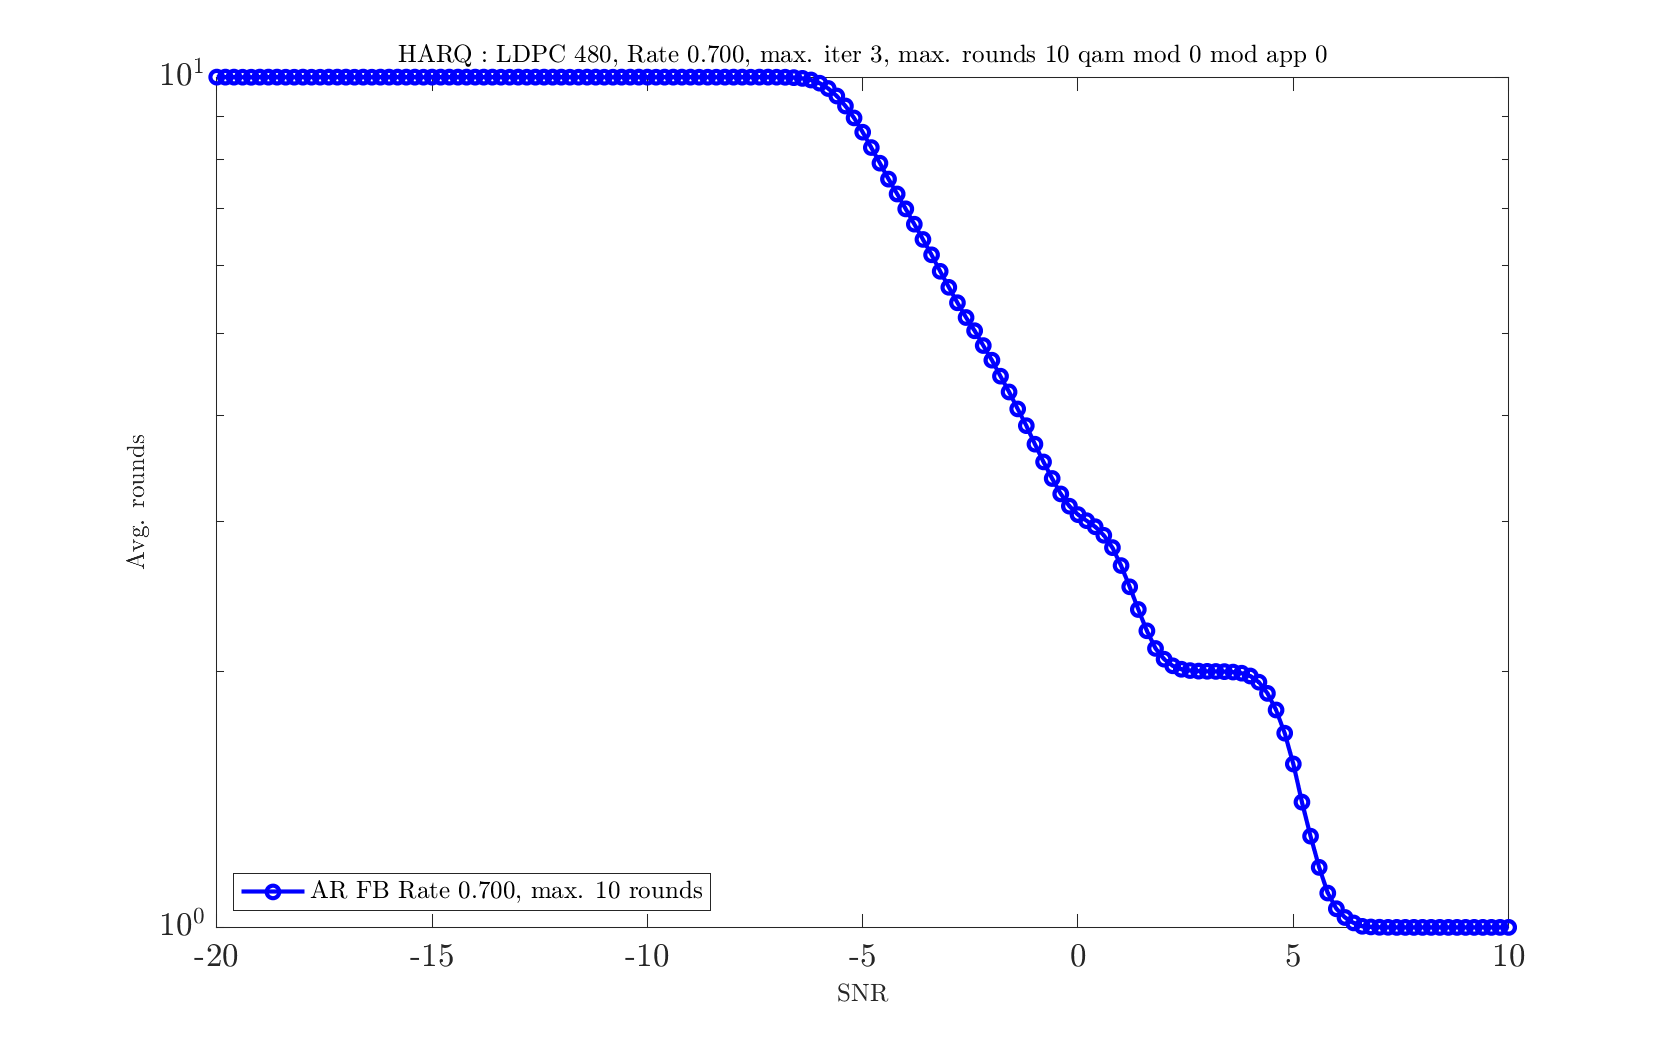 HARQ : LDPC 480, Rate 0.700, max. iter 3, max. rounds 10 qam mod 0 mod app 0
10^1
Avg. rounds
AR FB Rate 0.700, max. 10 rounds
10^0
-20 -15 -10 -5 0 5 10
SNR